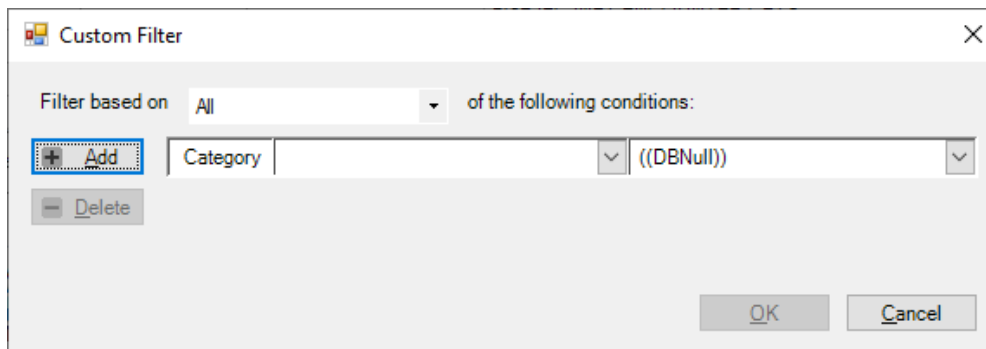 Custom Filter
Filter based on All of the following conditions:
Add Category ((DBNull))
Delete
OK Cancel